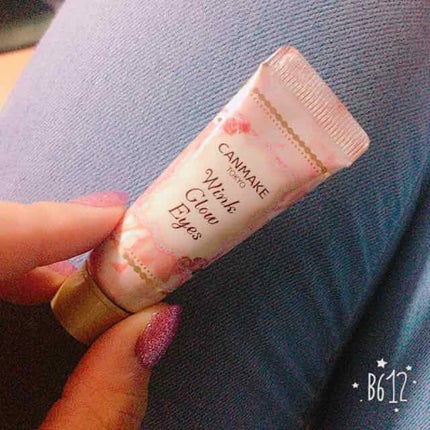 CANMAKE
TOKYO
Wink
Glow
Eyes
B612